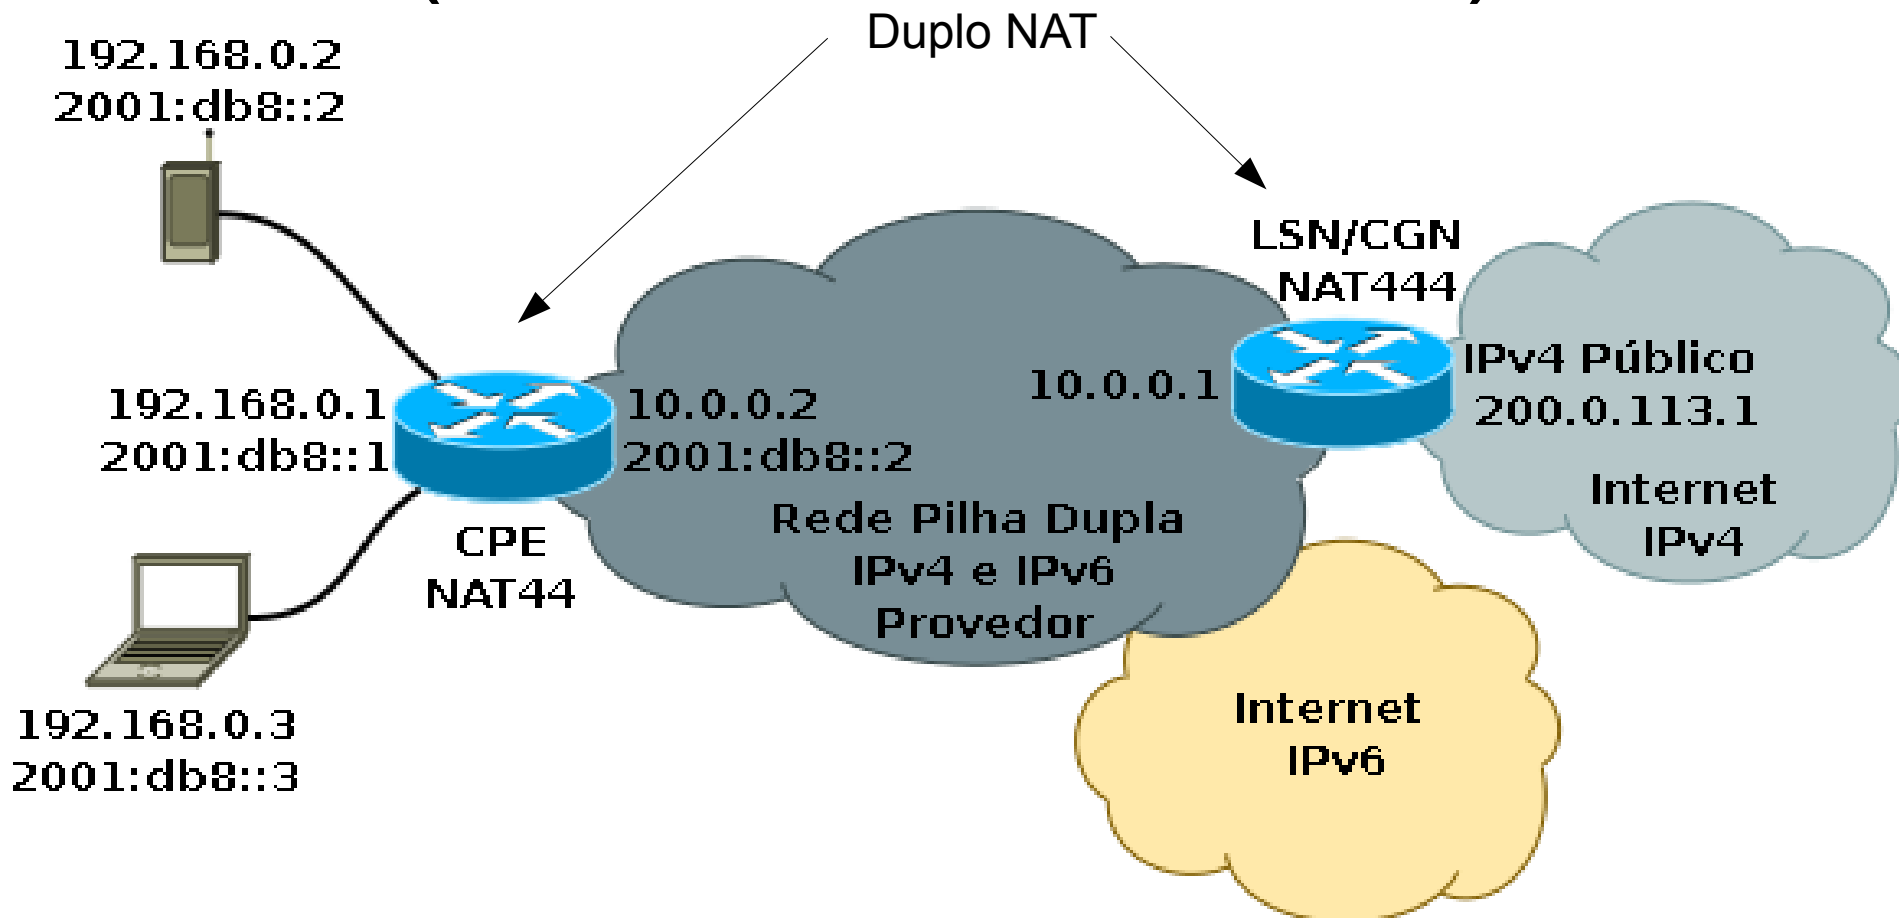 Duplo NAT
192.168.0.2
2001:db8::2
LSN/CGN
NAT444
192.168.0.1
2001:db8::1
10.0.0.2
2001:db8::2
10.0.0.1
IPv4 Público
200.0.113.1
Internet
IPv4
CPE
NAT44
Rede Pilha Dupla
IPv4 e IPv6
Provedor
192.168.0.3
2001:db8::3
Internet
IPv6